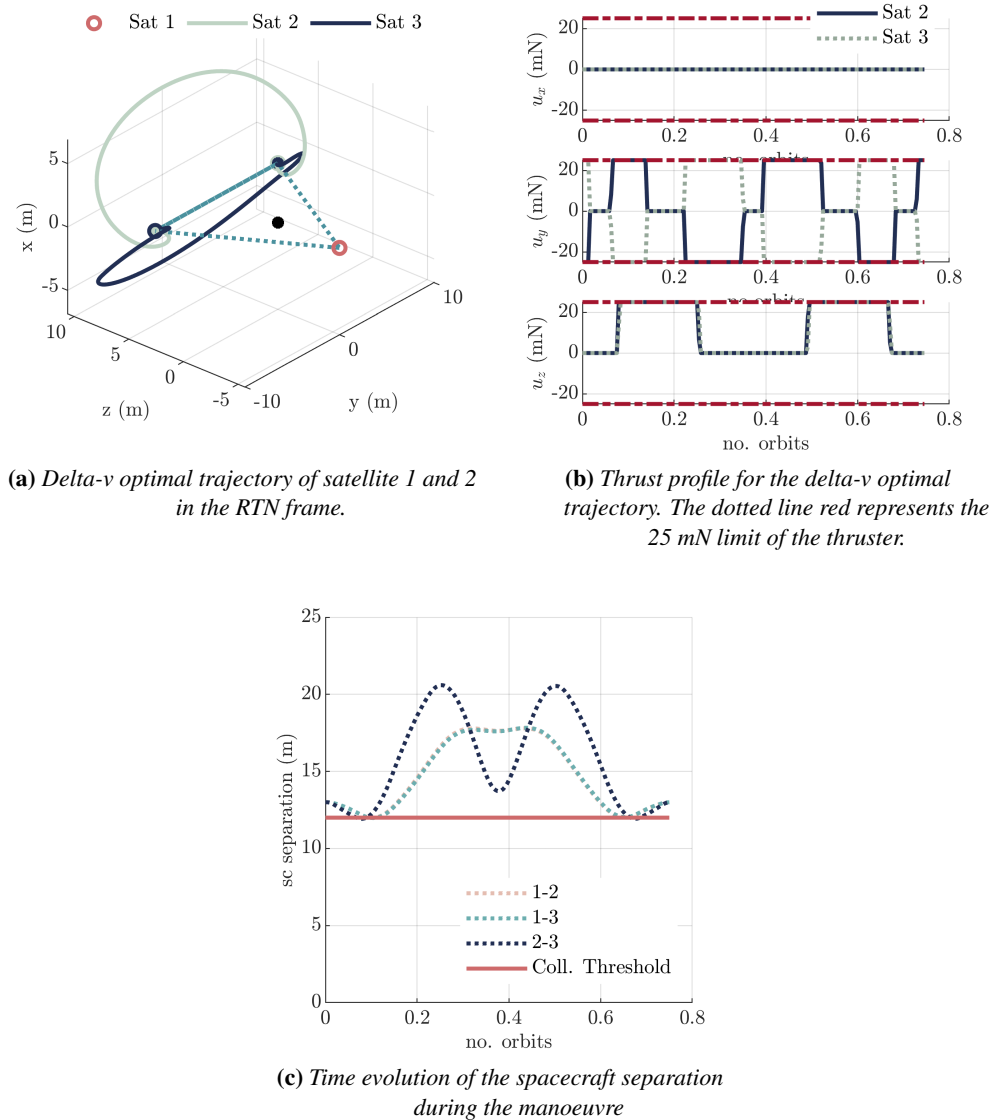 Sat 1 Sat 2 Sat 3
5
0
-5
x (m)
10
5
0
-5
z (m)
-10
0
10
y (m)
Sat 2
Sat 3
20
0
-20
u_x (mN)
0 0.2 0.4 0.6 0.8
no. orbits
20
0
-20
u_y (mN)
0 0.2 0.4 0.6 0.8
no. orbits
20
0
-20
u_z (mN)
0 0.2 0.4 0.6 0.8
no. orbits
(a) Delta-v optimal trajectory of satellite 1 and 2
in the RTN frame.
(b) Thrust profile for the delta-v optimal
trajectory. The dotted line red represents the
25 mN limit of the thruster.
25
20
15
10
5
0
sc separation (m)
1-2
1-3
2-3
Coll. Threshold
0 0.2 0.4 0.6 0.8
no. orbits
(c) Time evolution of the spacecraft separation
during the manoeuvre